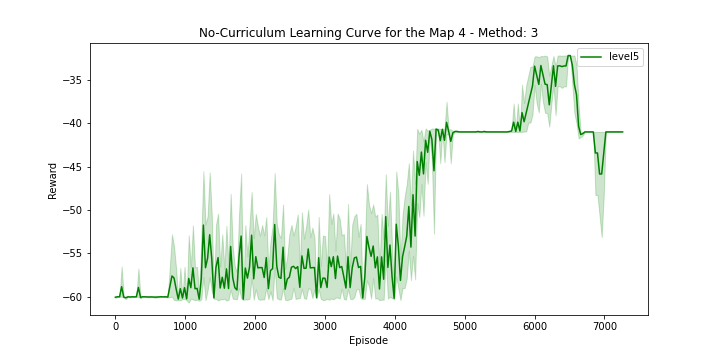 No-Curriculum Learning Curve for the Map 4 - Method: 3
level5
Reward
−35
−40
−45
−50
−55
−60
0 1000 2000 3000 4000 5000 6000 7000
Episode